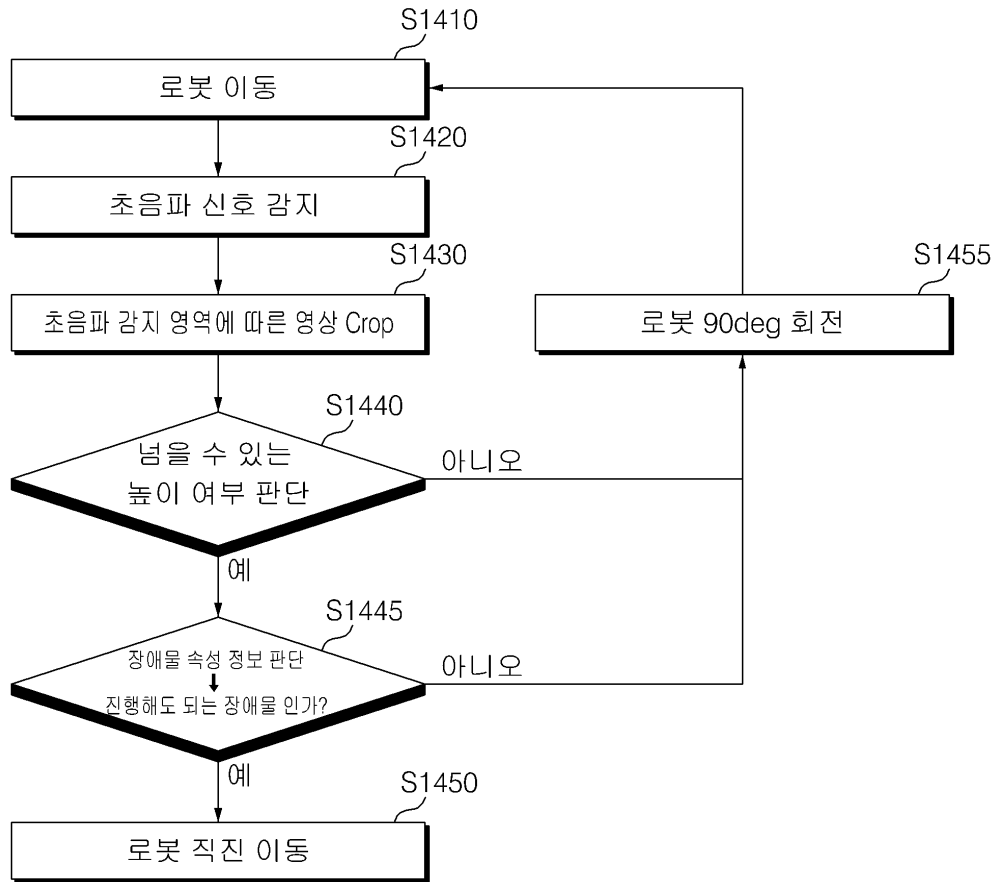 S1410
로봇 이동
S1420
초음파 신호 감지
S1430
초음파 감지 영역에 따른 영상 Crop
S1455
로봇 90deg 회전
S1440
넘을 수 있는
높이 여부 판단
아니오
예
S1445
장애물 속성 정보 판단
진행해도 되는 장애물 인가?
아니오
예
S1450
로봇 직진 이동